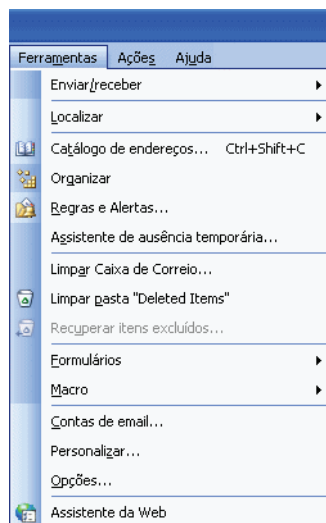 Ferramentas Ações Ajuda
Enviar/receber
Localizar
Catálogo de endereços... Ctrl+Shift+C
Organizar
Regras e Alertas...
Assistente de ausência temporária...
Limpar Caixa de Correio...
Limpar pasta "Deleted Items"
Recuperar itens excluídos...
Formulários
Macro
Contas de email...
Personalizar...
Opções...
Assistente da Web